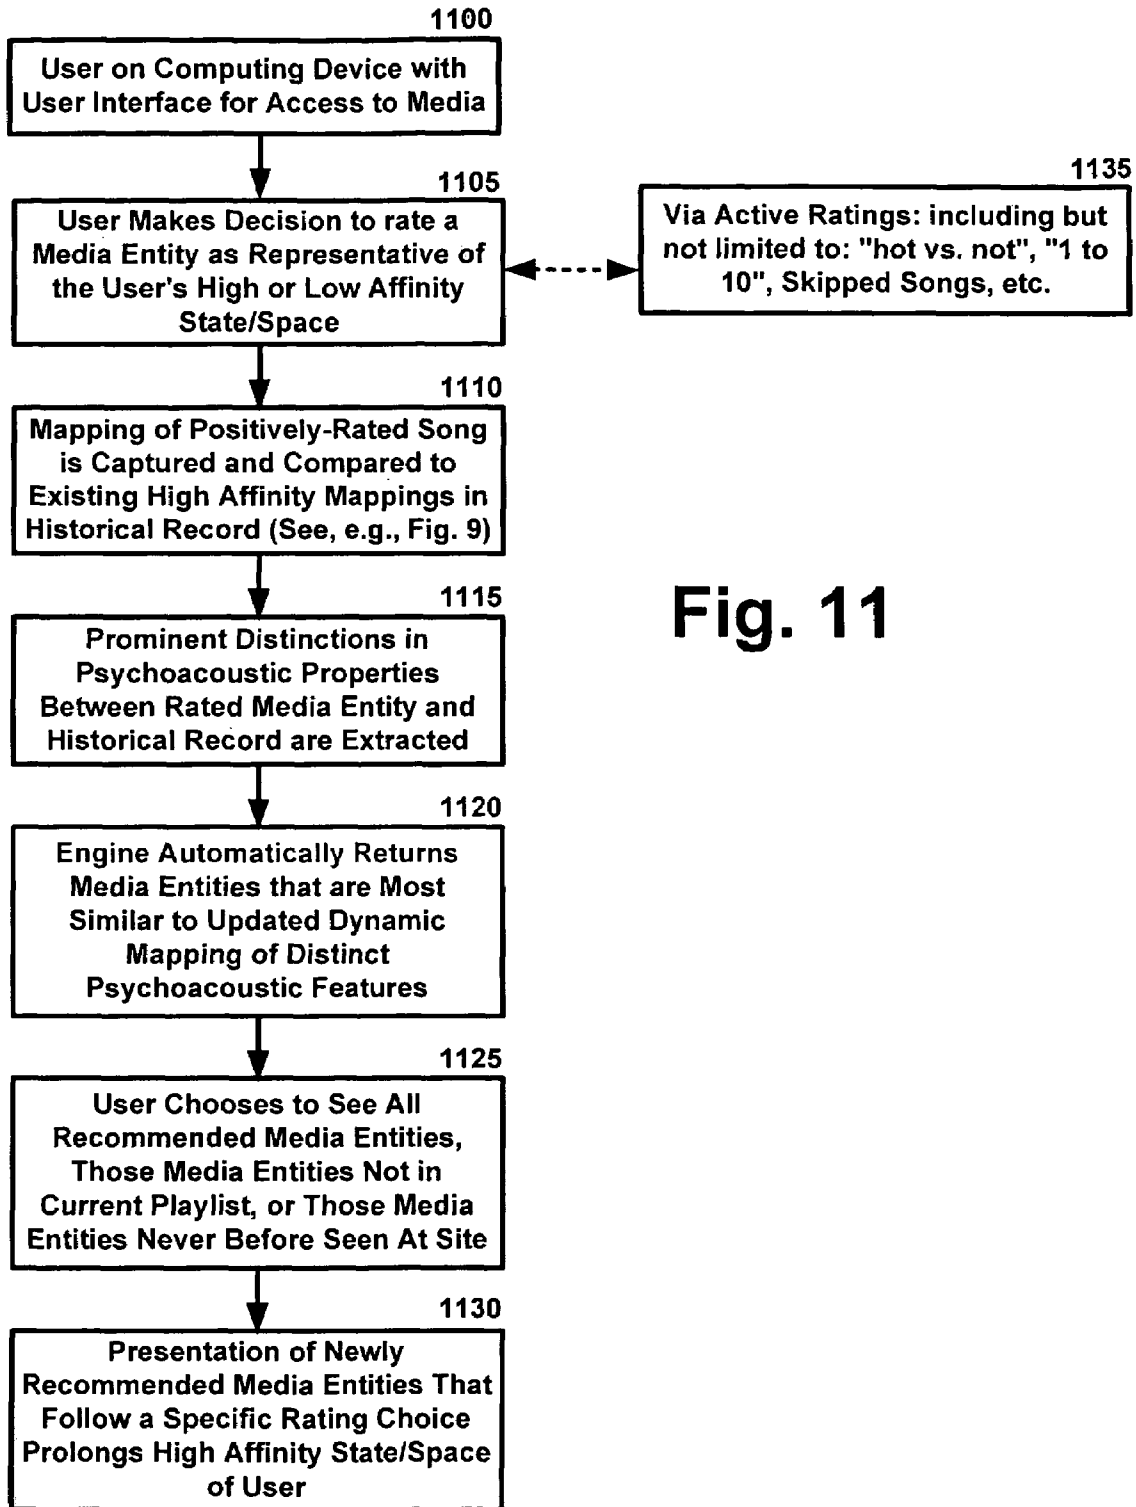 1100
User on Computing Device with
User Interface for Access to Media
1105
User Makes Decision to rate a
Media Entity as Representative of
the User's High or Low Affinity
State/Space
1135
Via Active Ratings: including but
not limited to: "hot vs. not", "1 to
10", Skipped Songs, etc.
1110
Mapping of Positively-Rated Song
is Captured and Compared to
Existing High Affinity Mappings in
Historical Record (See, e.g., Fig. 9)
1115
Prominent Distinctions in
Psychoacoustic Properties
Between Rated Media Entity and
Historical Record are Extracted
Fig. 11
1120
Engine Automatically Returns
Media Entities that are Most
Similar to Updated Dynamic
Mapping of Distinct
Psychoacoustic Features
1125
User Chooses to See All
Recommended Media Entities,
Those Media Entities Not in
Current Playlist, or Those Media
Entities Never Before Seen At Site
1130
Presentation of Newly
Recommended Media Entities That
Follow a Specific Rating Choice
Prolongs High Affinity State/Space
of User